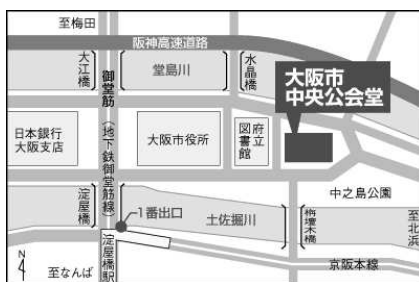 至梅田
阪神高速道路
大江橋
御堂筋（地下鉄御堂筋線）
堂島川
水晶橋
大阪市
中央公会堂
日本銀行
大阪支店
大阪市役所
府立
図書館
中之島公園
淀屋橋
1番出口
土佐堀川
栴檀木橋
至北浜
N
4
至なんば
淀屋橋駅
京阪本線